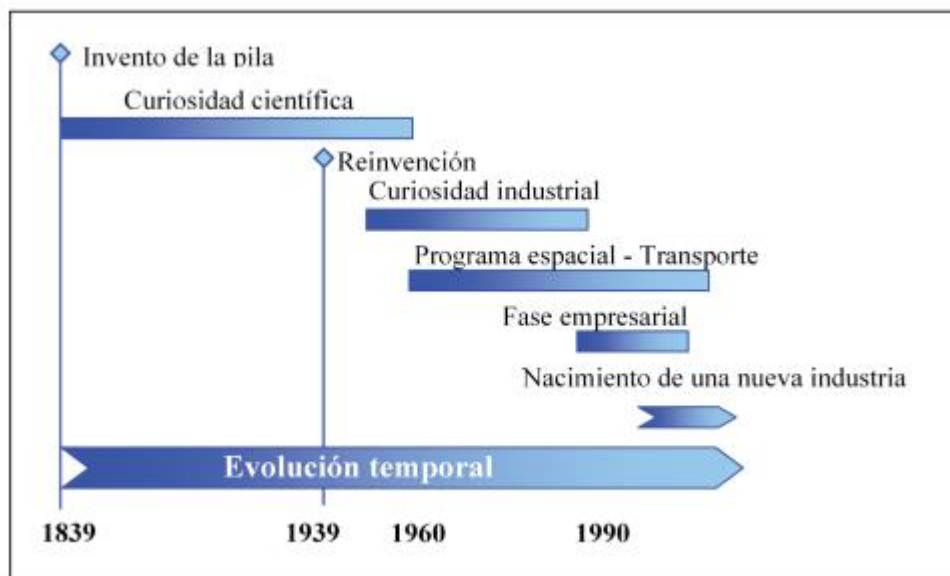 Invento de la pila
Curiosidad científica
Reinvención
Curiosidad industrial
Programa espacial - Transporte
Fase empresarial
Nacimiento de una nueva industria
Evolución temporal
1839 1939 1960 1990